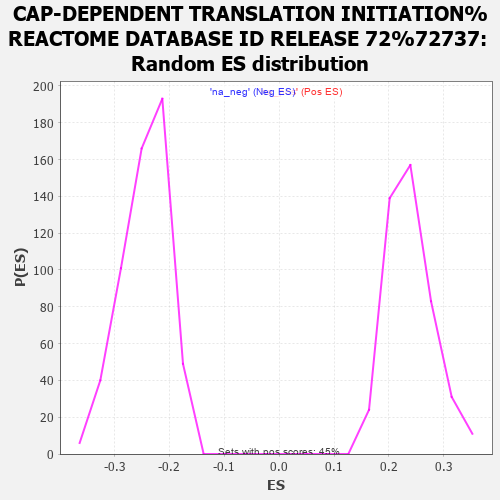 CAP-DEPENDENT TRANSLATION INITIATION%
REACTOME DATABASE ID RELEASE 72%72737:
Random ES distribution
'na_neg' (Neg ES)' (Pos ES)
200
180
160
140
120
100
80
60
40
20
0
P(ES)
Sets with pos scores: 45%
-0.3 -0.2 -0.1 0.0 0.1 0.2 0.3
ES